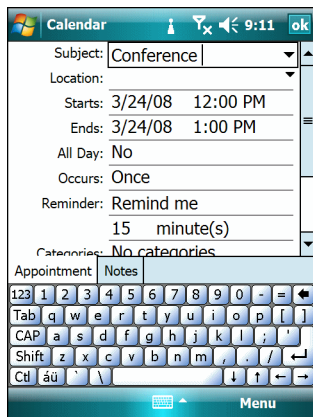 Calendar 9:11 ok
Subject: Conference
Location:
Starts: 3/24/08 12:00 PM
Ends: 3/24/08 1:00 PM
All Day: No
Occurs: Once
Reminder: Remind me
15 minute(s)
Categories: No categories
Appointment Notes
123 1 2 3 4 5 6 7 8 9 0 - =
Tab q w e r t y u i o p [ ]
CAP a s d f g h j k l ; '
Shift z x c v b n m , . /
Ctl áü ` \
Menu